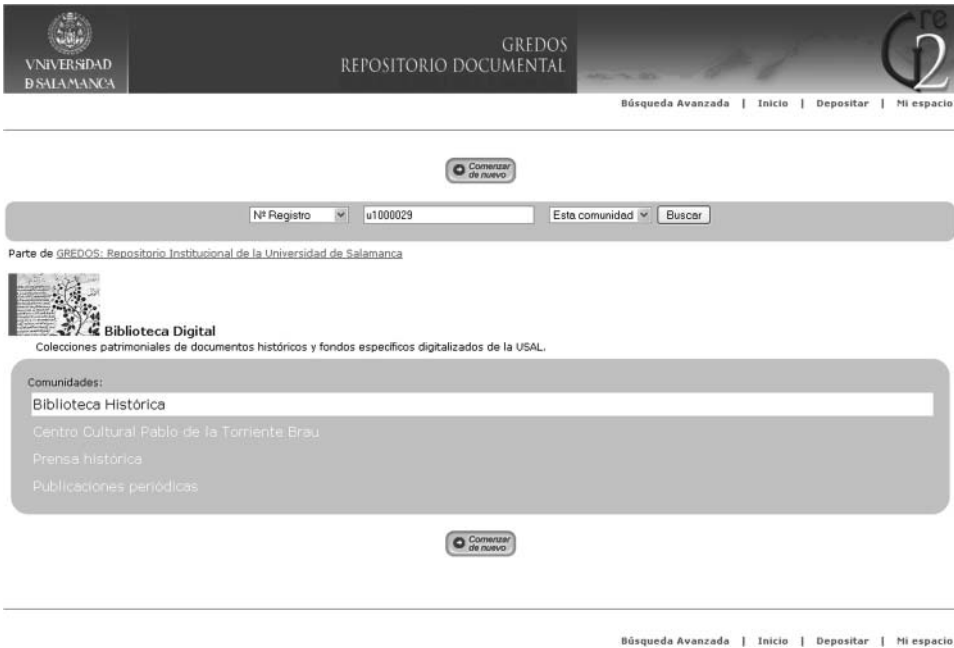 re
2
VNiVERSiDAD
D SALAMANCA
GREDOS
REPOSITORIO DOCUMENTAL
Búsqueda Avanzada | Inicio | Depositar | Mi espacio
Comenzar
de nuevo
Nº Registro u1000029 Esta comunidad Buscar
Parte de GREDOS: Repositorio Institucional de la Universidad de Salamanca
Biblioteca Digital
Colecciones patrimoniales de documentos históricos y fondos específicos digitalizados de la USAL.
Comunidades:
Biblioteca Histórica
Centro Cultural Pablo de la Torriente Brau
Prensa histórica
Publicaciones periódicas
Comenzar
de nuevo
Búsqueda Avanzada | Inicio | Depositar | Mi espacio